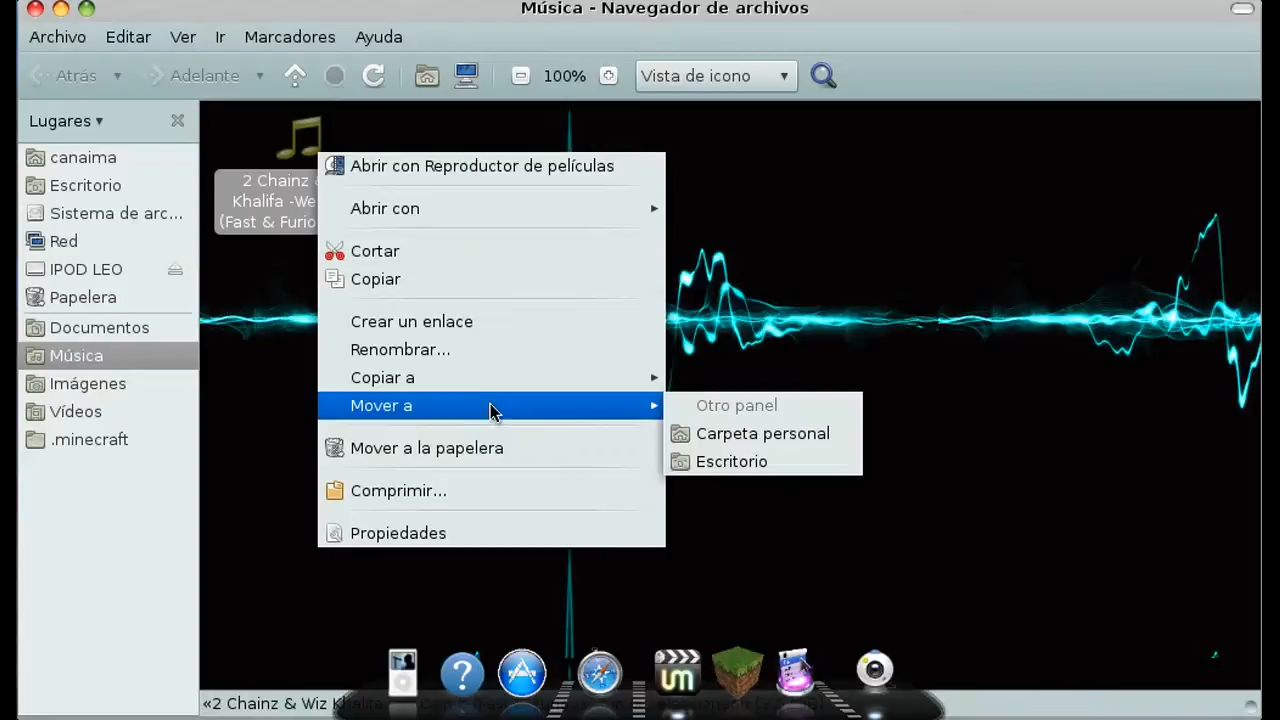 Música - Navegador de archivos
Archivo Editar Ver Ir Marcadores Ayuda
Atrás Adelante 100% Vista de icono
Lugares
canaima
Escritorio
Sistema de arc...
Red
IPOD LEO
Papelera
Documentos
Música
Imágenes
Vídeos
.minecraft
2 Chainz &
Khalifa -We
(Fast & Furio
Abrir con Reproductor de películas
Abrir con
Cortar
Copiar
Crear un enlace
Renombrar...
Copiar a
Mover a
Mover a la papelera
Comprimir...
Propiedades
Otro panel
Carpeta personal
Escritorio
um
«2 Chainz & Wiz Khalifa